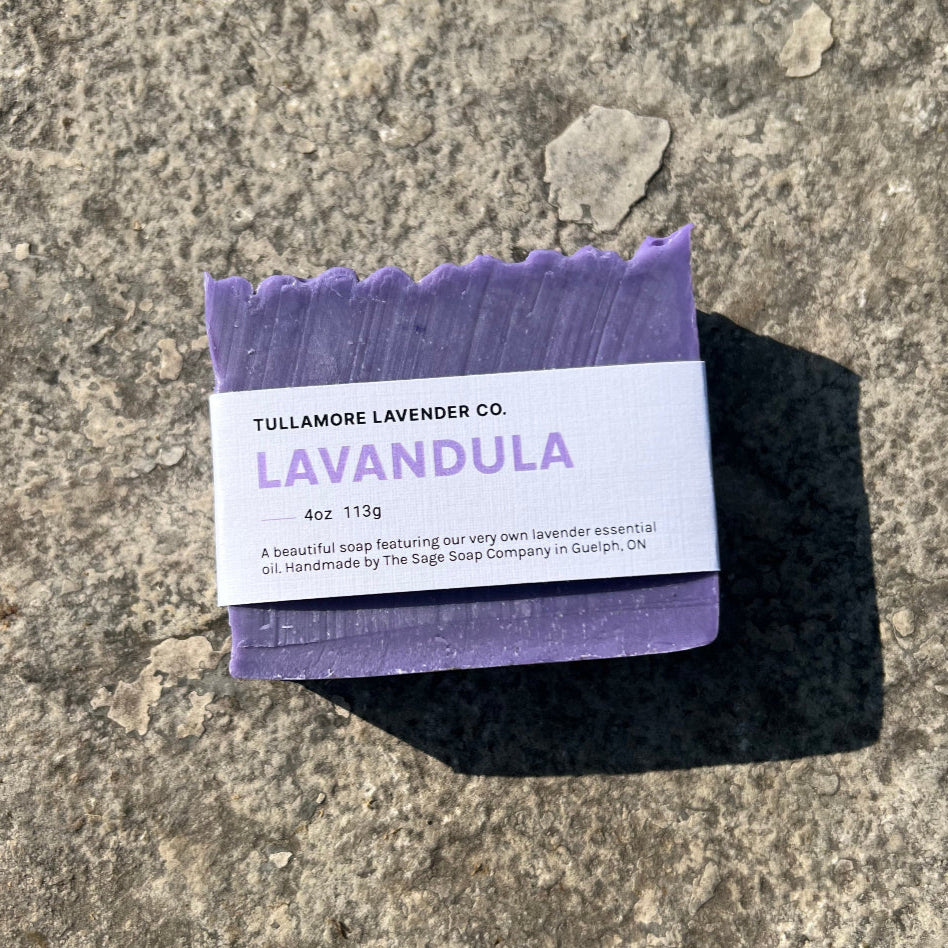 TULLAMORE LAVENDER CO.
LAVANDULA
4oz 113g
A beautiful soap featuring our very own lavender essential
oil. Handmade by The Sage Soap Company in Guelph, ON